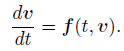 dv/dt = f(t, v).